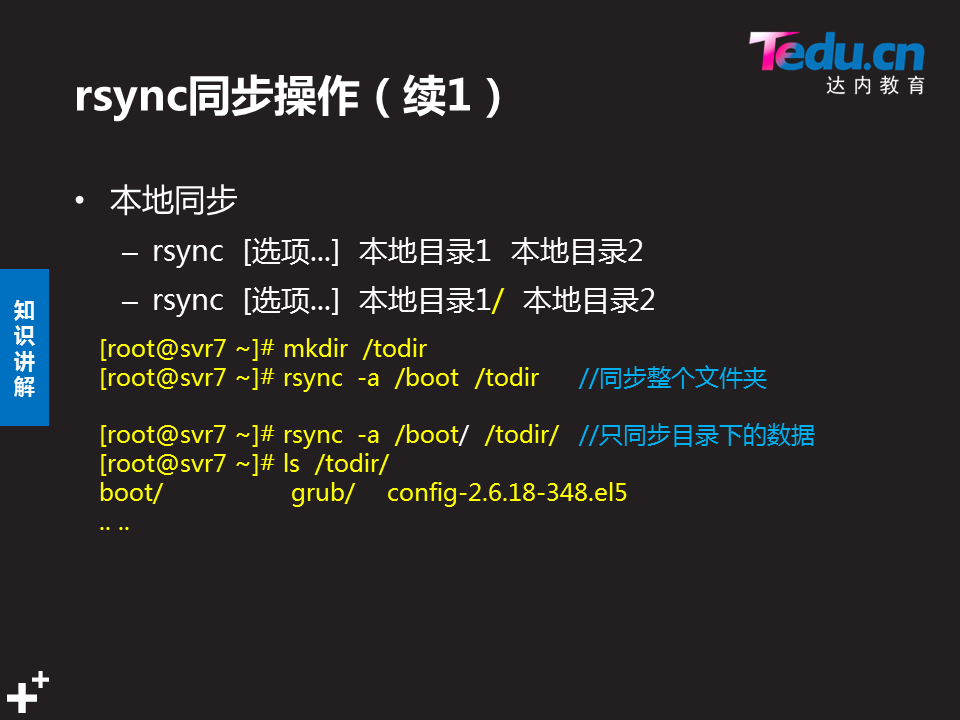 Tedu.cn
达内教育
rsync同步操作（续1）
• 本地同步
– rsync [选项...] 本地目录1 本地目录2
– rsync [选项...] 本地目录1/ 本地目录2
知识讲解
[root@svr7 ~]# mkdir /todir
[root@svr7 ~]# rsync -a /boot /todir //同步整个文件夹
[root@svr7 ~]# rsync -a /boot/ /todir/ //只同步目录下的数据
[root@svr7 ~]# ls /todir/
boot/ grub/ config-2.6.18-348.el5
.. ..